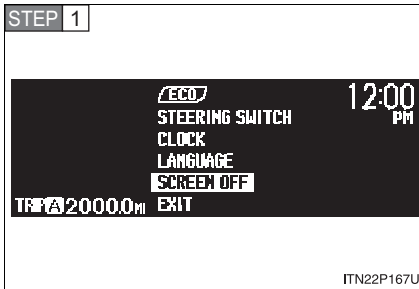 STEP 1
ECO
12:00
STEERING SWITCH
PM
CLOCK
LANGUAGE
SCREEN OFF
TRIP A 2000.0 MI EXIT
ITN22P167U